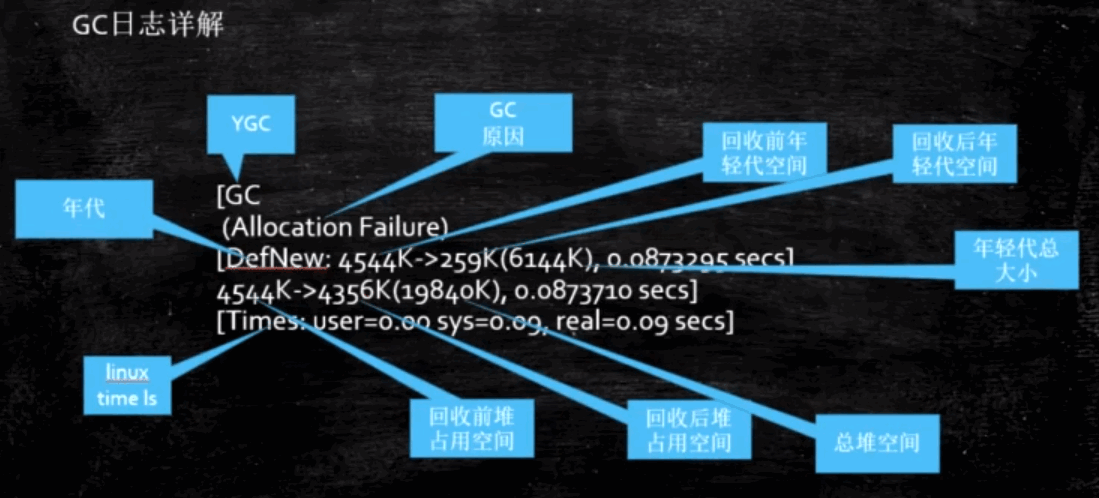 GC日志详解
YGC
GC
原因
回收前年
轻代空间
回收后年
轻代空间
年代
[GC
(Allocation Failure)
[DefNew: 4544K->259K(6144K), 0.0873295 secs]
年轻代总
大小
4544K->4356K(19840K), 0.0873710 secs]
[Times: user=0.00 sys=0.09, real=0.09 secs]
linux
time ls
回收前堆
占用空间
回收后堆
占用空间
总堆空间